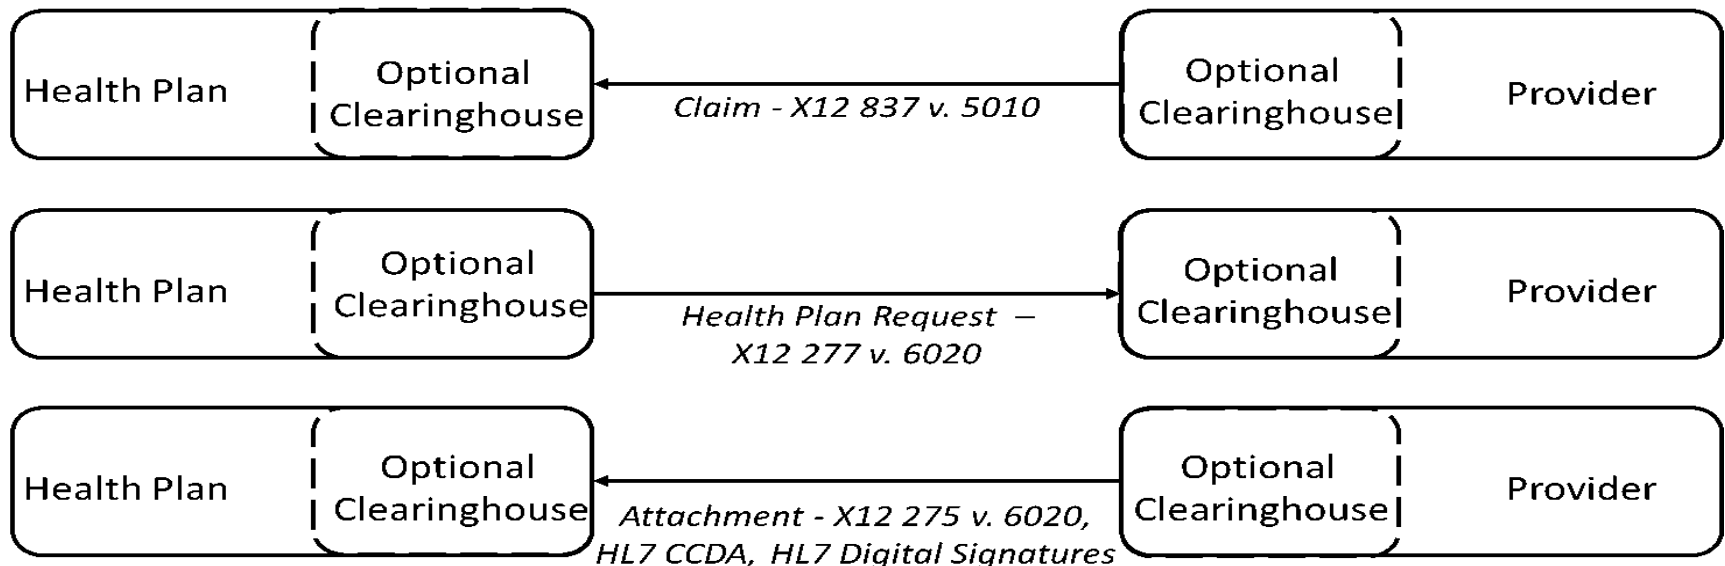 Health Plan
Optional
Clearinghouse
Claim - X12 837 v. 5010
Optional
Clearinghouse
Provider
Health Plan
Optional
Clearinghouse
Health Plan Request –
X12 277 v. 6020
Optional
Clearinghouse
Provider
Health Plan
Optional
Clearinghouse
Attachment - X12 275 v. 6020,
HL7 CCDA, HL7 Digital Signatures
Optional
Clearinghouse
Provider